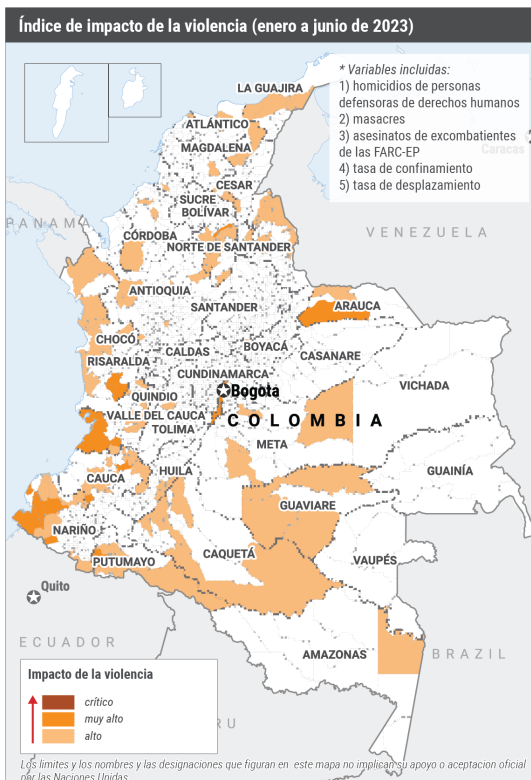 Índice de impacto de la violencia (enero a junio de 2023)
* Variables incluidas:
1) homicidios de personas
defensoras de derechos humanos
2) masacres
3) asesinatos de excombatientes
de las FARC-EP
4) tasa de confinamiento
5) tasa de desplazamiento
Caracas
LA GUAJIRA
ATLÁNTICO
MAGDALENA
CESAR
SUCRE
BOLÍVAR
PANAMA
VENEZUELA
CÓRDOBA
NORTE DE SANTANDER
ANTIOQUIA
SANTANDER
ARAUCA
CHOCÓ
BOYACÁ
CALDAS
CASANARE
RISARALDA
CUNDINAMARCA
VICHADA
QUINDIO
Bogota
VALLE DEL CAUCA
COLOMBIA
TOLIMA
META
HUILA
GUAINÍA
CAUCA
GUAVIARE
NARIÑO
CAQUETÁ
VAUPÉS
PUTUMAYO
Quito
ECUADOR
AMAZONAS
BRAZIL
Impacto de la violencia
crítico
muy alto
alto
RU
Los limites y los nombres y las designaciones que figuran en este mapa no implican su apoyo o aceptacion oficial
por las Naciones Unidas